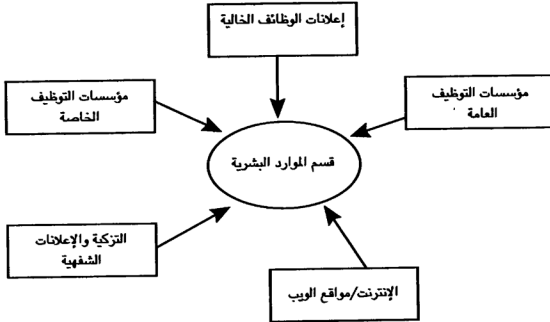 إعلانات الوظائف الخالية
مؤسسات التوظيف
العامة
مؤسسات التوظيف
الخاصة
قسم الموارد البشرية
التزكية والإعلانات
الشفهية
الإنترنت/مواقع الويب